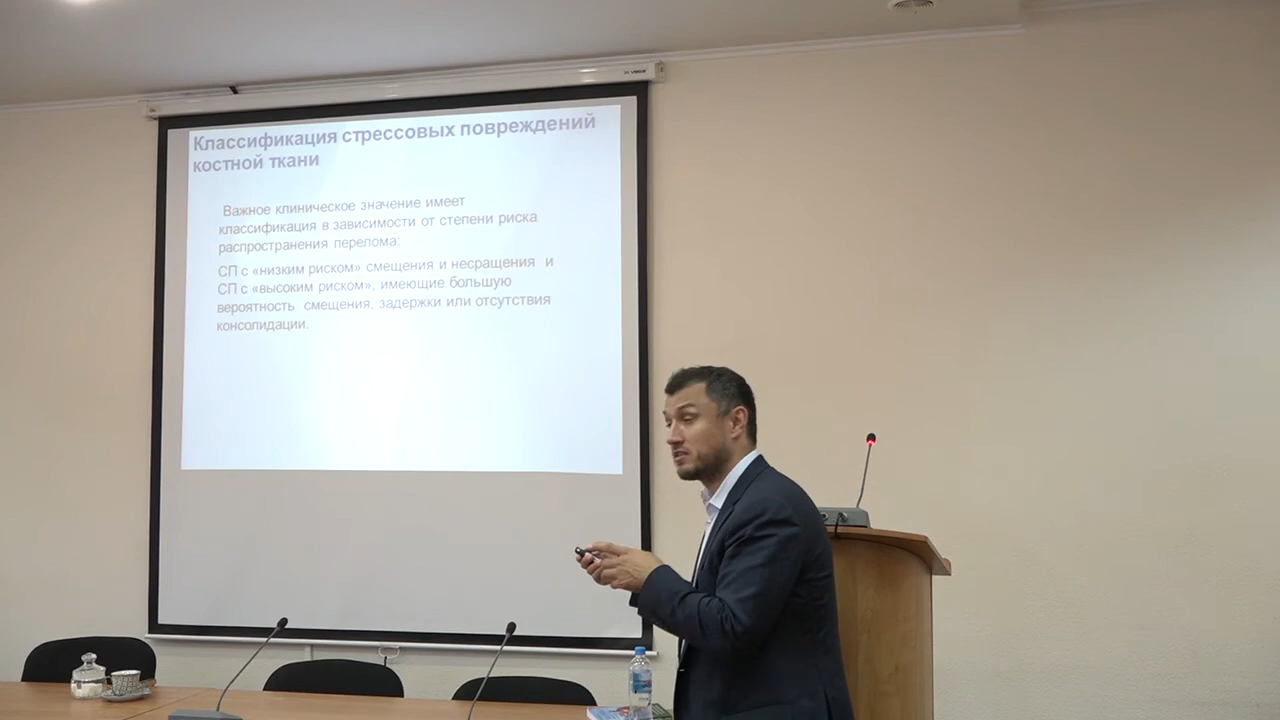 Классификация стрессовых повреждений
костной ткани
Важное клиническое значение имеет
классификация в зависимости от степени риска
распространения перелома:
СП с «низким риском» смещения и несращения и
СП с «высоким риском», имеющие большую
вероятность смещения, задержки или отсутствия
консолидации.